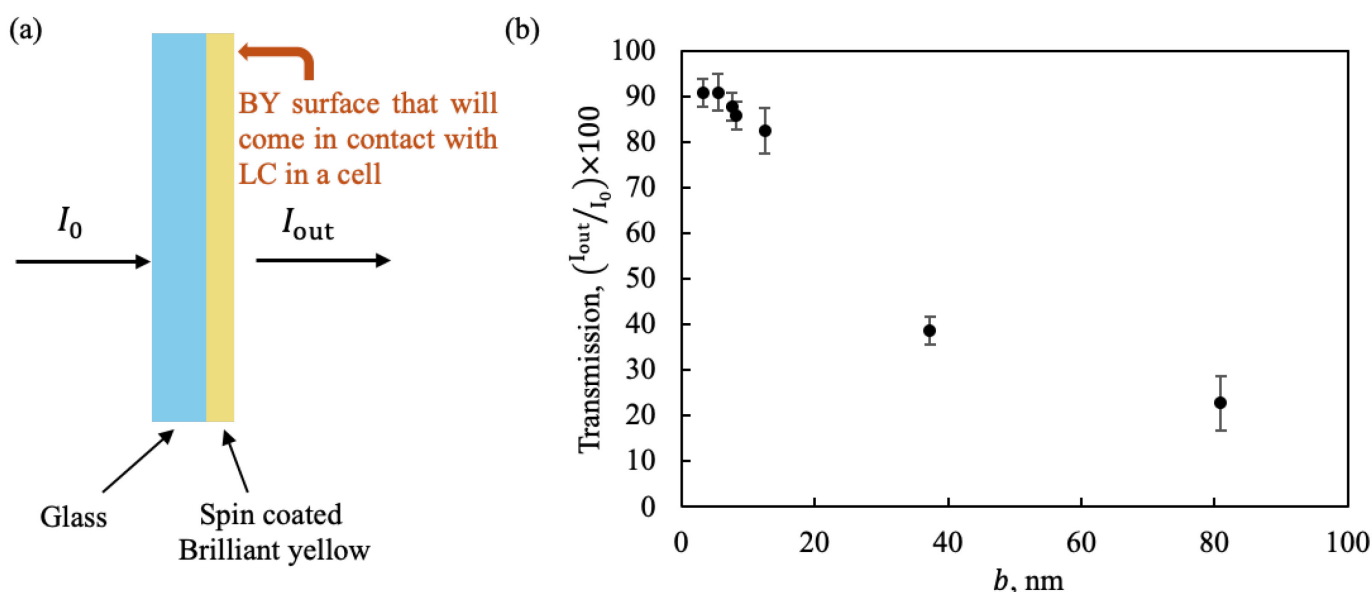 (a)
BY surface that will
come in contact with
LC in a cell
I₀
I_out
Glass
Spin coated
Brilliant yellow
(b)
Transmission, (I_out/I₀)×100
100
90
80
70
60
50
40
30
20
10
0
0 20 40 60 80 100
b, nm